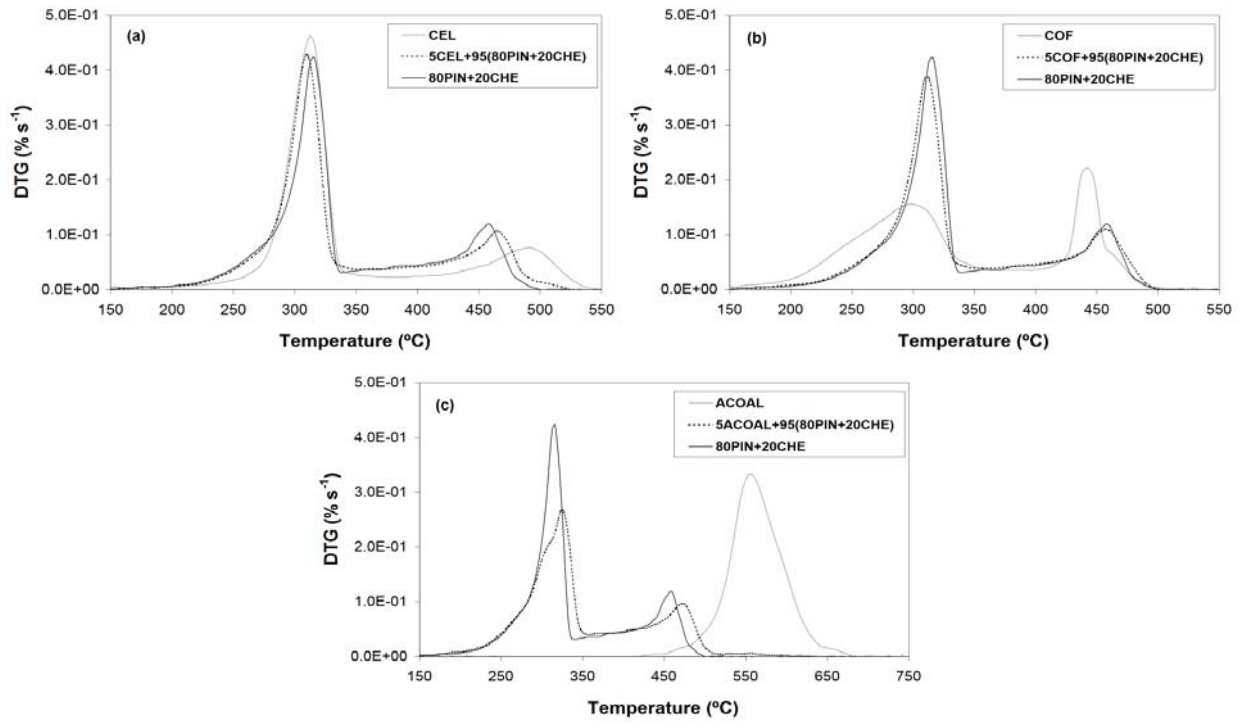 (a)
CEL
5CEL+95(80PIN+20CHE)
80PIN+20CHE
5.0E-01
4.0E-01
3.0E-01
2.0E-01
1.0E-01
0.0E+00
DTG (% s⁻¹)
150 200 250 300 350 400 450 500 550
Temperature (ºC)
(b)
COF
5COF+95(80PIN+20CHE)
80PIN+20CHE
5.0E-01
4.0E-01
3.0E-01
2.0E-01
1.0E-01
0.0E+00
DTG (% s⁻¹)
150 200 250 300 350 400 450 500 550
Temperature (ºC)
(c)
ACOAL
5ACOAL+95(80PIN+20CHE)
80PIN+20CHE
5.0E-01
4.0E-01
3.0E-01
2.0E-01
1.0E-01
0.0E+00
DTG (% s⁻¹)
150 250 350 450 550 650 750
Temperature (ºC)